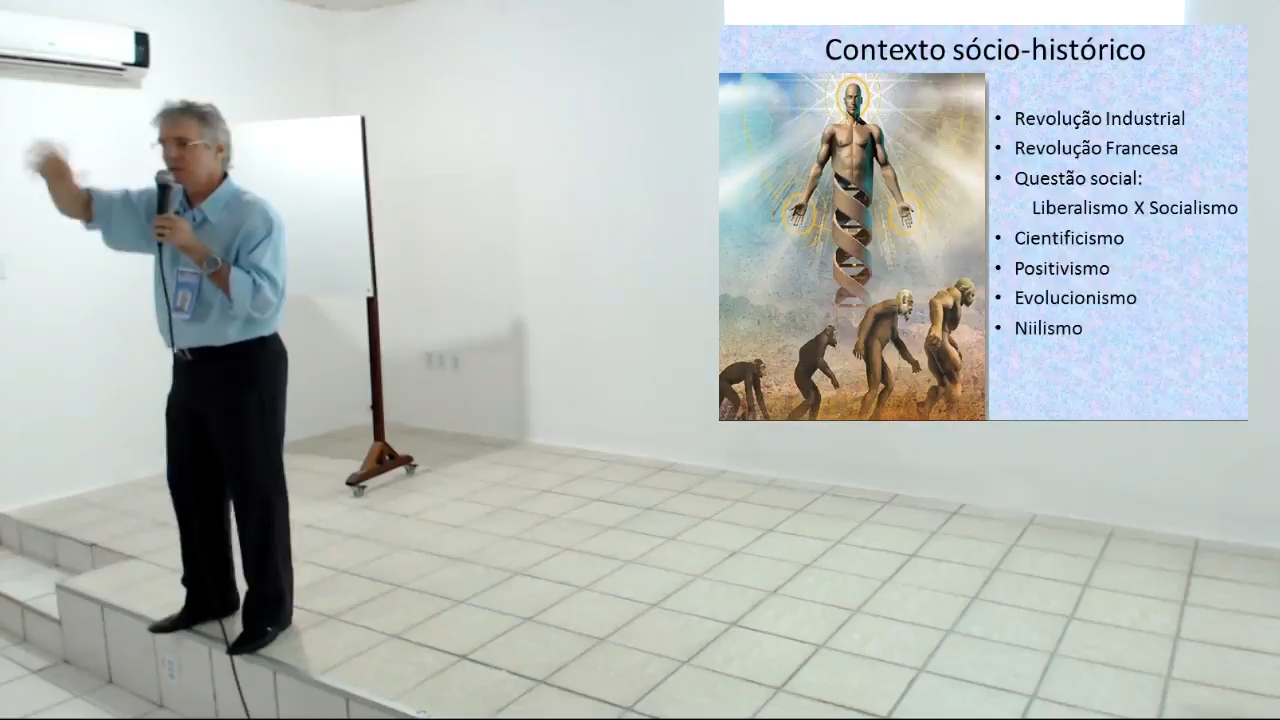 Contexto sócio-histórico
• Revolução Industrial
• Revolução Francesa
• Questão social:
Liberalismo X Socialismo
• Cientificismo
• Positivismo
• Evolucionismo
• Niilismo